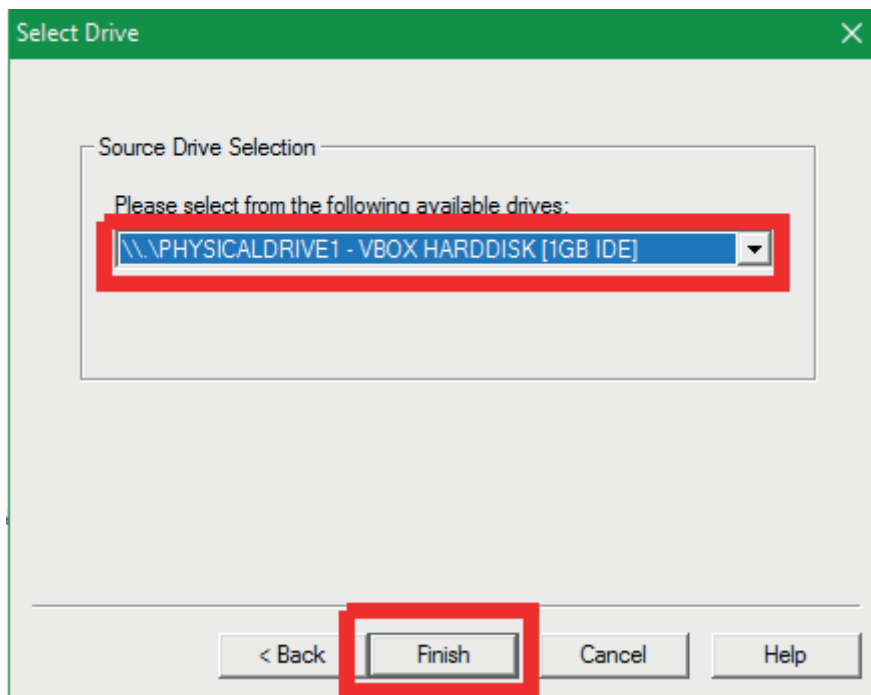 Select Drive
Source Drive Selection
Please select from the following available drives:
\\.\PHYSICALDRIVE1 - VBOX HARDDISK [1GB IDE]
< Back Finish Cancel Help